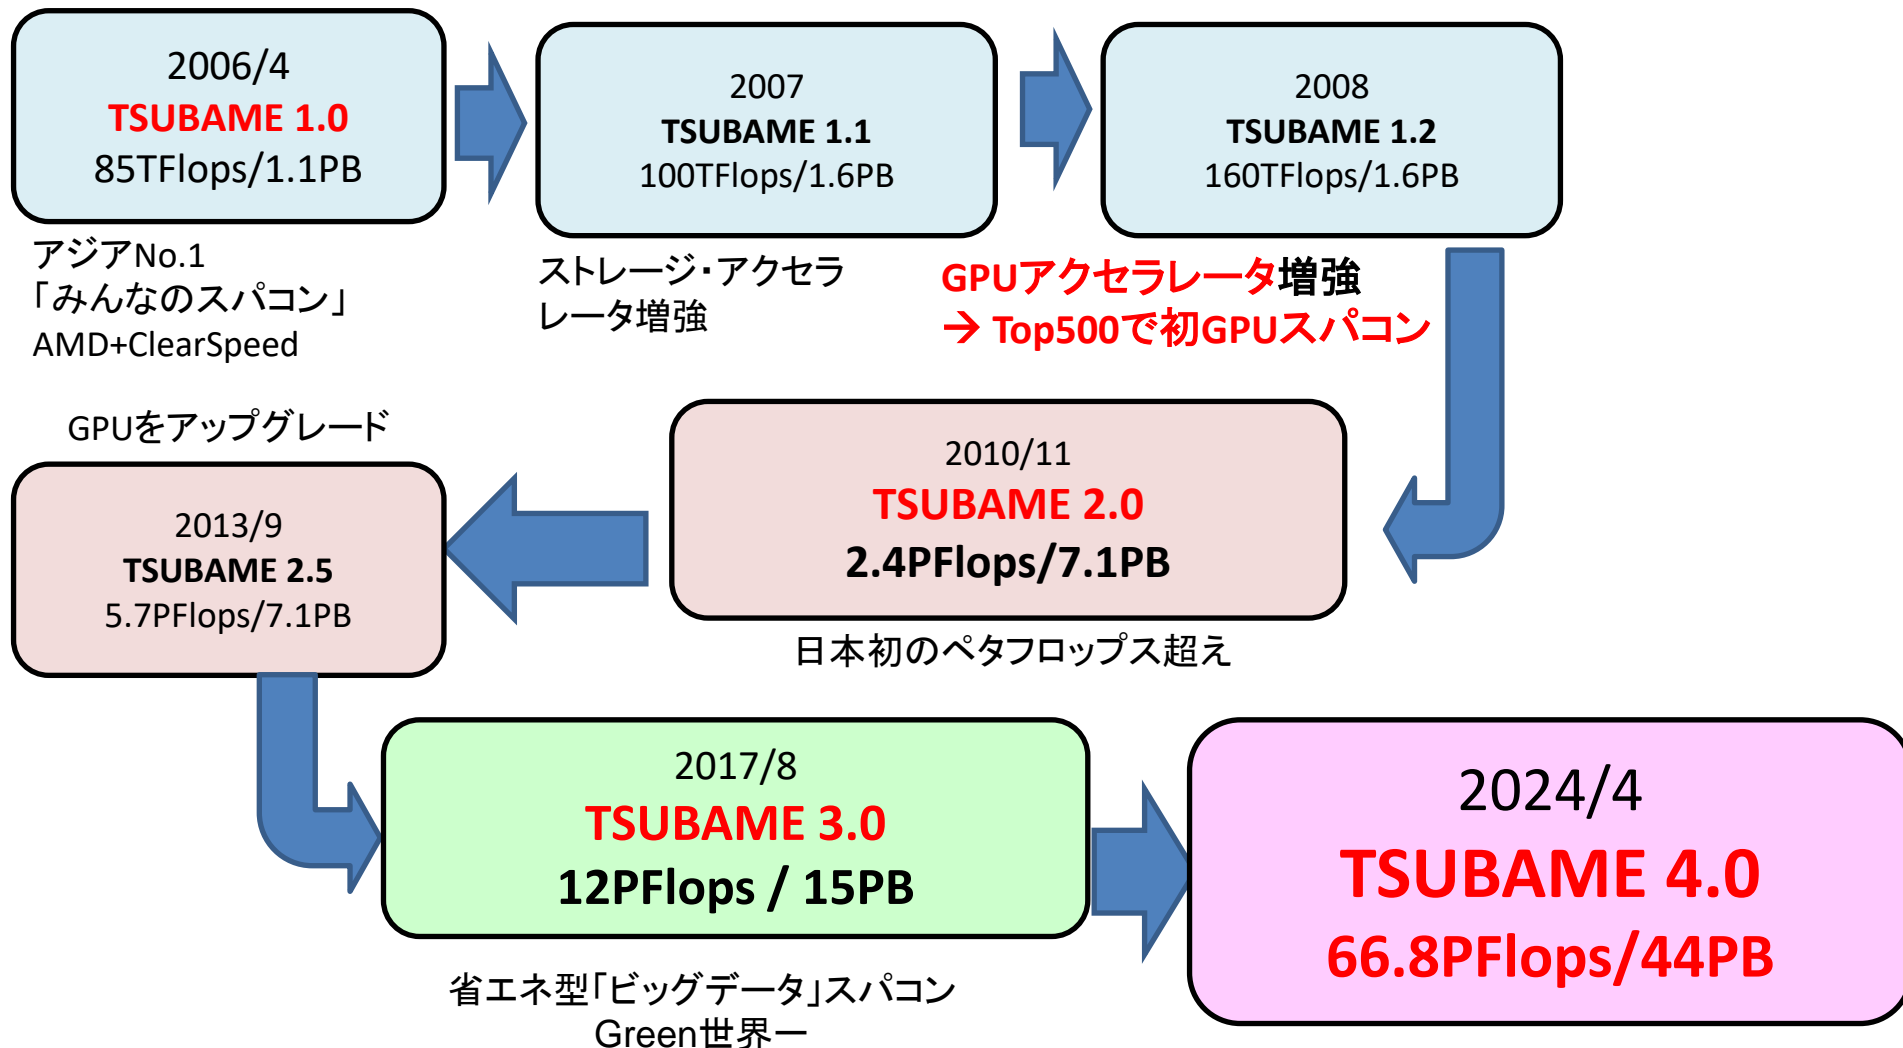 2006/4
TSUBAME 1.0
85TFlops/1.1PB
アジアNo.1
「みんなのスパコン」
AMD+ClearSpeed
2007
TSUBAME 1.1
100TFlops/1.6PB
ストレージ・アクセラ
レータ増強
2008
TSUBAME 1.2
160TFlops/1.6PB
GPUアクセラレータ増強
→ Top500で初GPUスパコン
2010/11
TSUBAME 2.0
2.4PFlops/7.1PB
日本初のペタフロップス超え
GPUをアップグレード
2013/9
TSUBAME 2.5
5.7PFlops/7.1PB
2017/8
TSUBAME 3.0
12PFlops / 15PB
省エネ型「ビッグデータ」スパコン
Green世界一
2024/4
TSUBAME 4.0
66.8PFlops/44PB